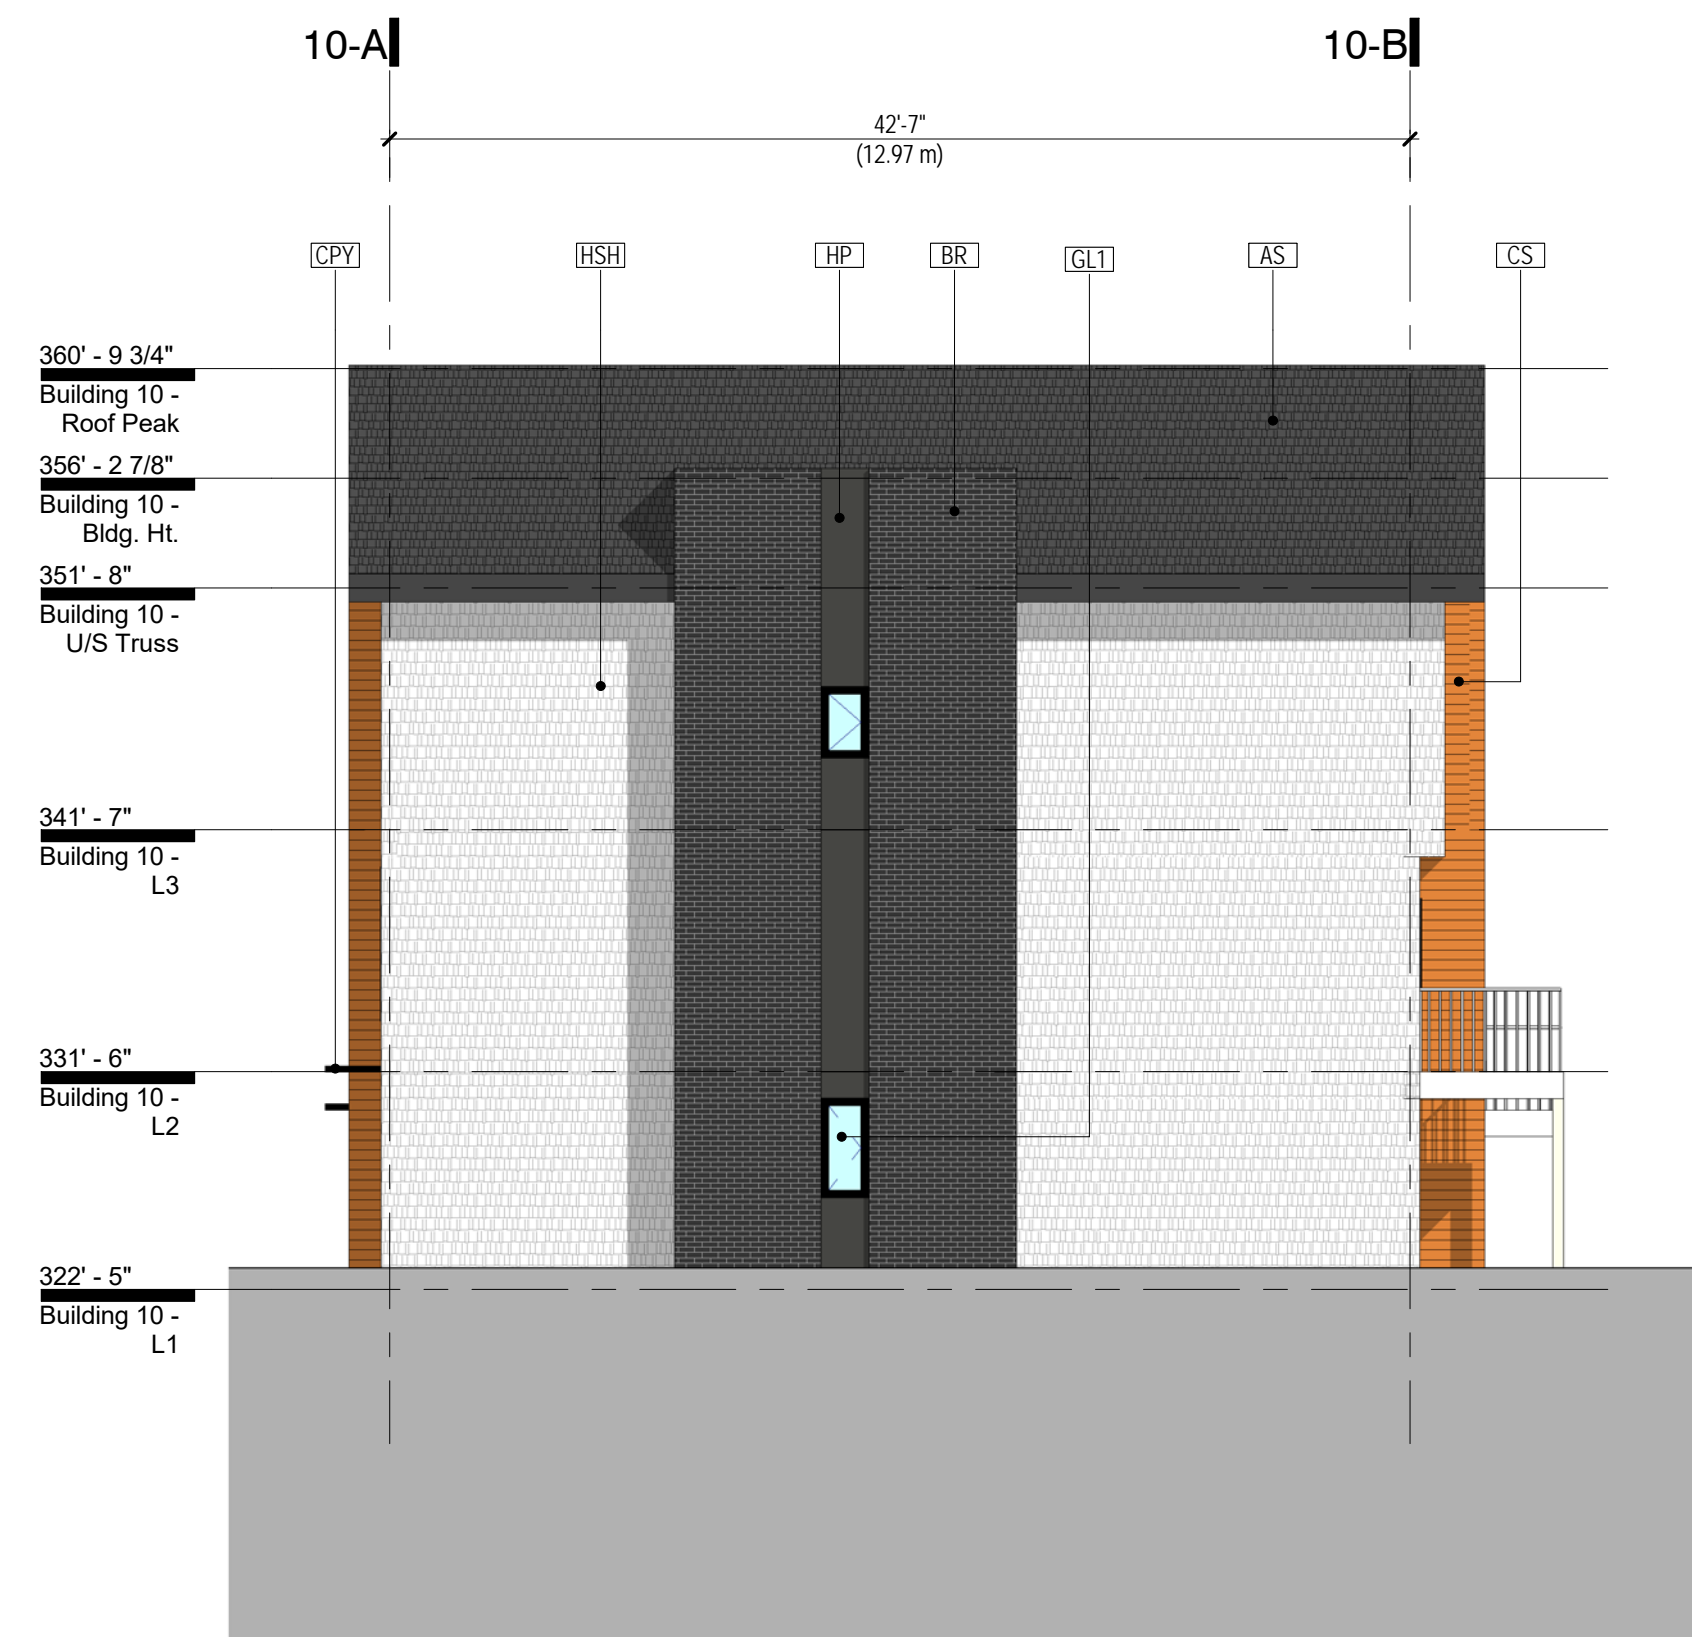 10-A
10-B
42'-7"
(12.97 m)
CPY
HSH
HP
BR
GL1
AS
CS
360' - 9 3/4"
Building 10 -
Roof Peak
356' - 2 7/8"
Building 10 -
Bldg. Ht.
351' - 8"
Building 10 -
U/S Truss
341' - 7"
Building 10 -
L3
331' - 6"
Building 10 -
L2
322' - 5"
Building 10 -
L1